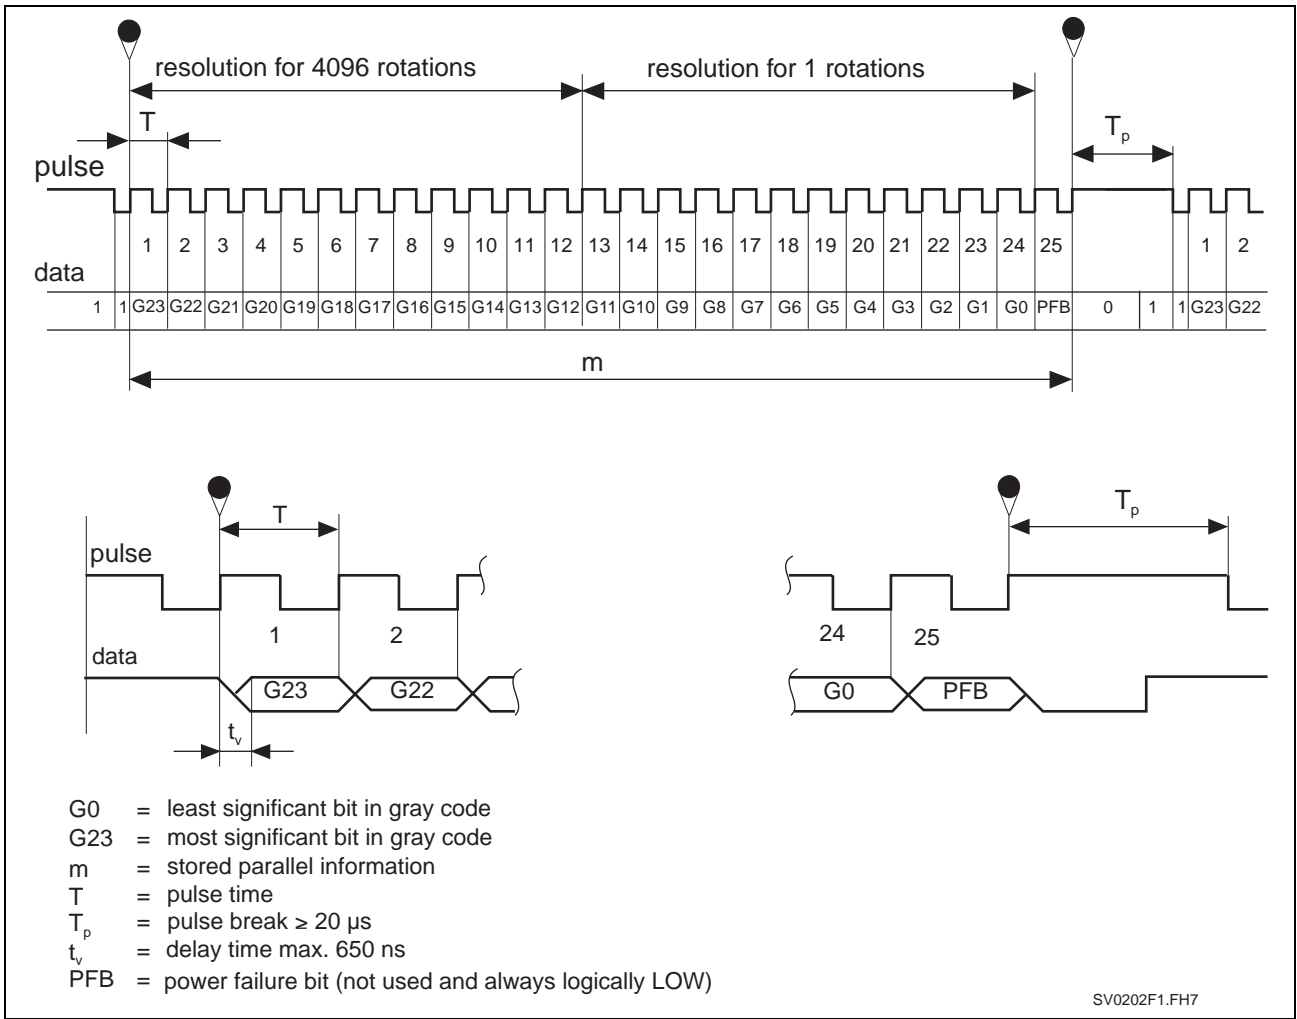 resolution for 4096 rotations resolution for 1 rotations
T
T_p
pulse
1 2 3 4 5 6 7 8 9 10 11 12 13 14 15 16 17 18 19 20 21 22 23 24 25 1 2
data
1 1 G23 G22 G21 G20 G19 G18 G17 G16 G15 G14 G13 G12 G11 G10 G9 G8 G7 G6 G5 G4 G3 G2 G1 G0 PFB 0 1 1 G23 G22
m
T
T_p
pulse
1 2 24 25
data
G23 G22 G0 PFB
t_v
G0 = least significant bit in gray code
G23 = most significant bit in gray code
m = stored parallel information
T = pulse time
T_p = pulse break ≥ 20 µs
t_v = delay time max. 650 ns
PFB = power failure bit (not used and always logically LOW)
SV0202F1.FH7